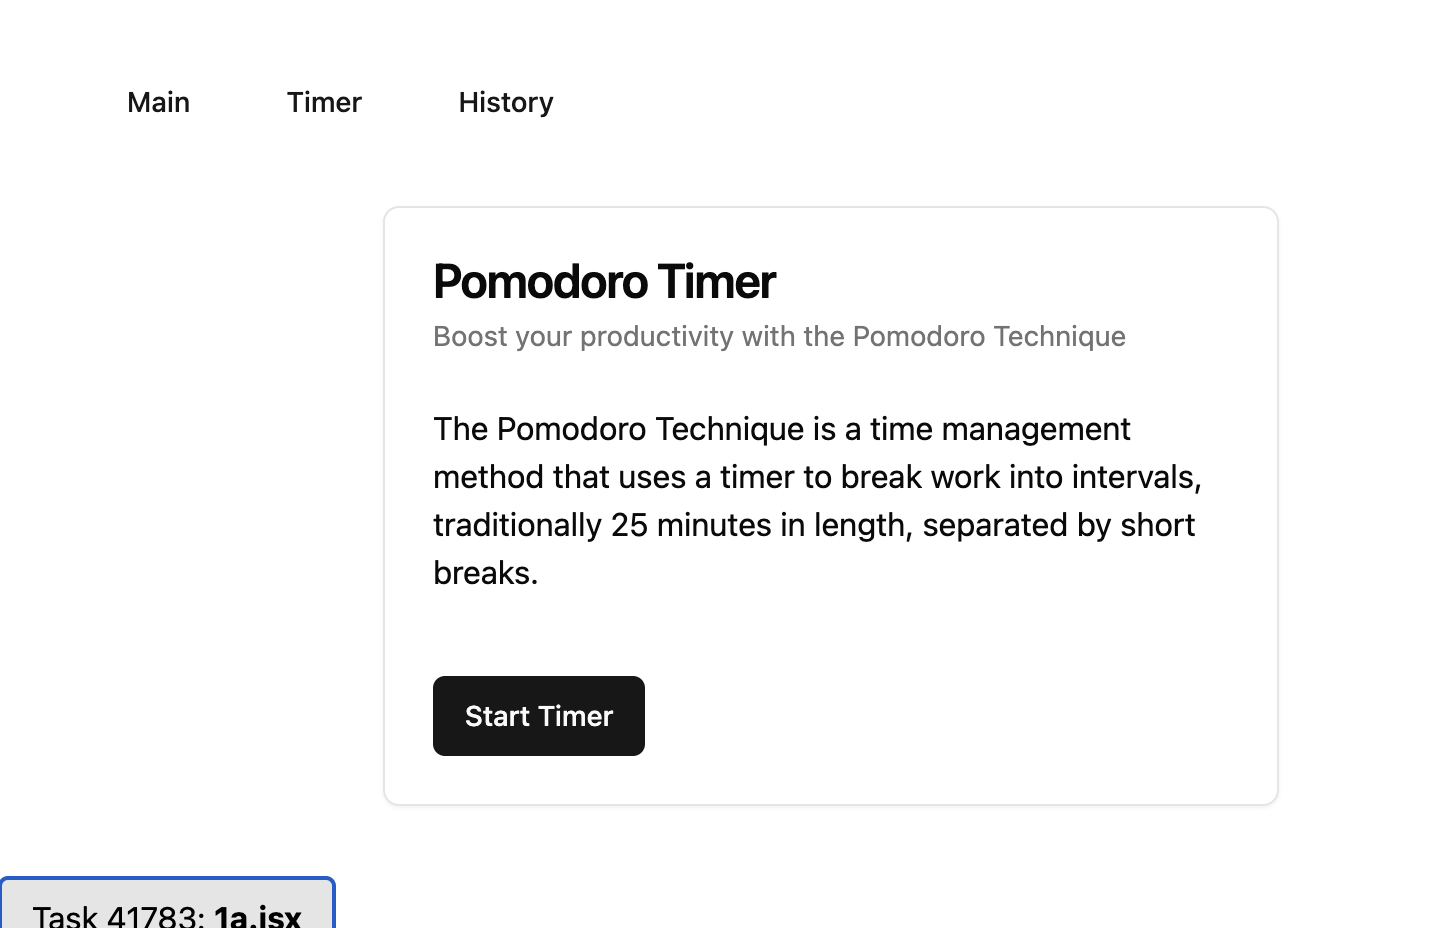 Main
Timer
History
Pomodoro Timer
Boost your productivity with the Pomodoro Technique
The Pomodoro Technique is a time management
method that uses a timer to break work into intervals,
traditionally 25 minutes in length, separated by short
breaks.
Start Timer
Task 41783: 1a.jsx